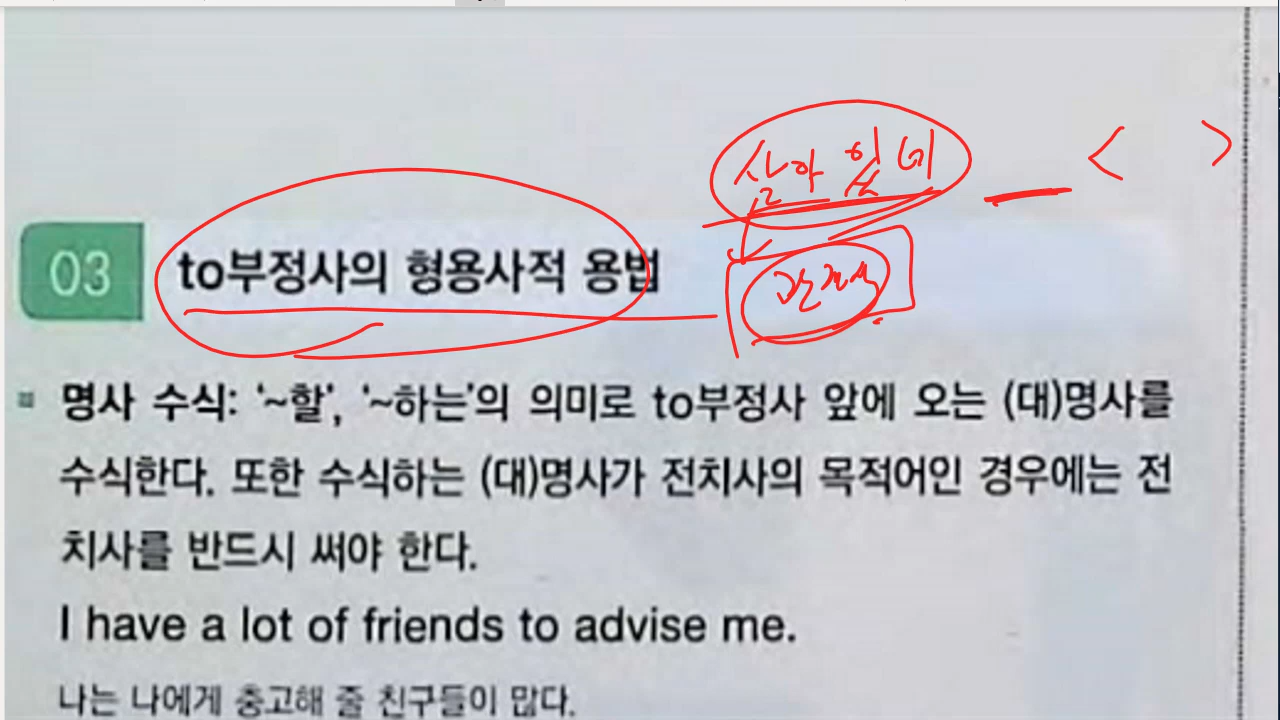 살아 있네
< >
03 to부정사의 형용사적 용법
명사 수식: '~할', '~하는'의 의미로 to부정사 앞에 오는 (대)명사를
수식한다. 또한 수식하는 (대)명사가 전치사의 목적어인 경우에는 전
치사를 반드시 써야 한다.
I have a lot of friends to advise me.
나는 나에게 충고해 줄 친구들이 많다.